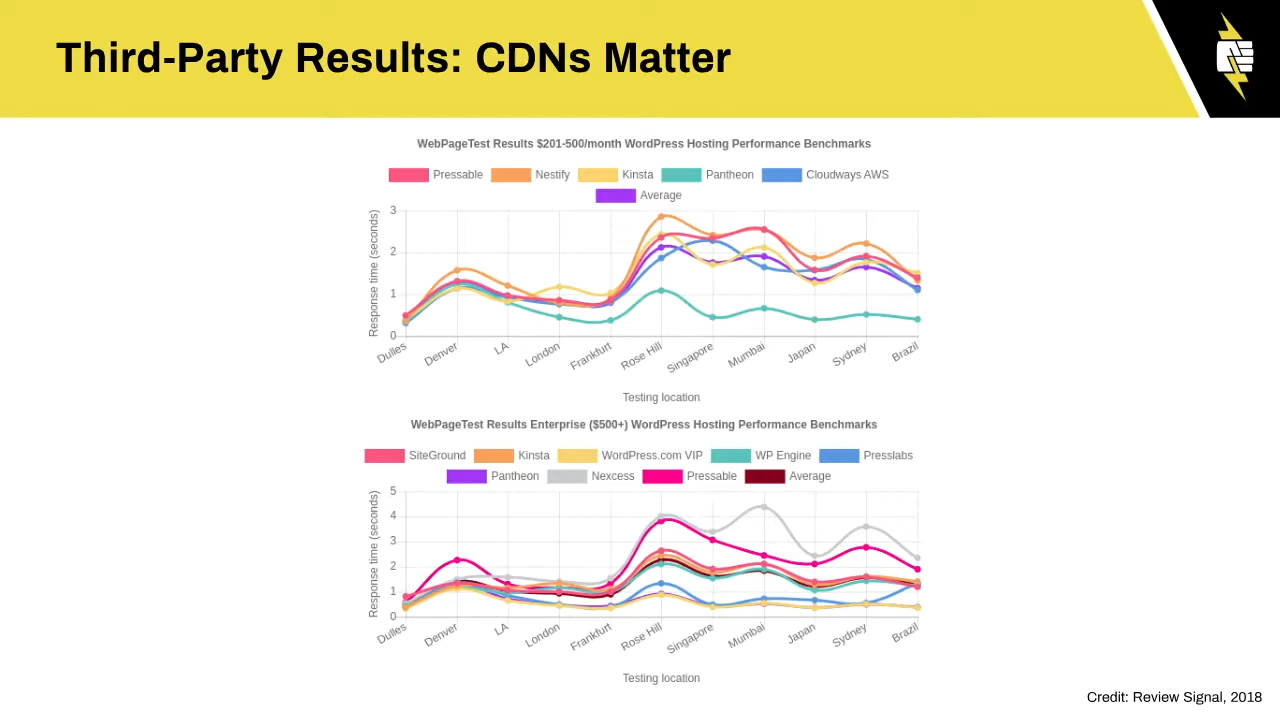 Third-Party Results: CDNs Matter
WebPageTest Results $201-500/month WordPress Hosting Performance Benchmarks
Pressable Nestify Kinsta Pantheon Cloudways AWS
Average
Response time (seconds)
3
2
1
0
Dulles Denver LA London Frankfurt Rose Hill Singapore Mumbai Japan Sydney Brazil
Testing location
WebPageTest Results Enterprise ($500+) WordPress Hosting Performance Benchmarks
SiteGround Kinsta WordPress.com VIP WP Engine Presslabs
Pantheon Nexcess Pressable Average
Response time (seconds)
5
4
3
2
1
0
Dulles Denver LA London Frankfurt Rose Hill Singapore Mumbai Japan Sydney Brazil
Testing location
Credit: Review Signal, 2018